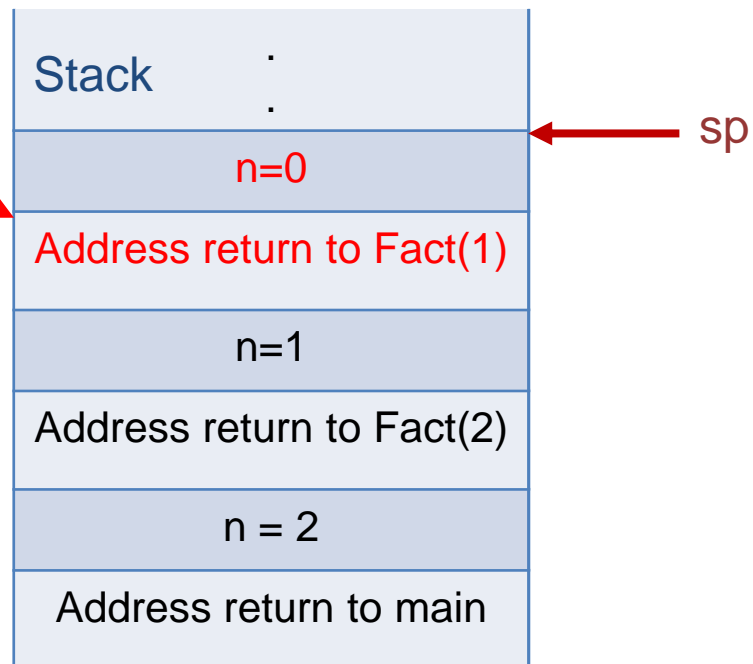 .
Stack
.
sp
n=0
Address return to Fact(1)
n=1
Address return to Fact(2)
n = 2
Address return to main